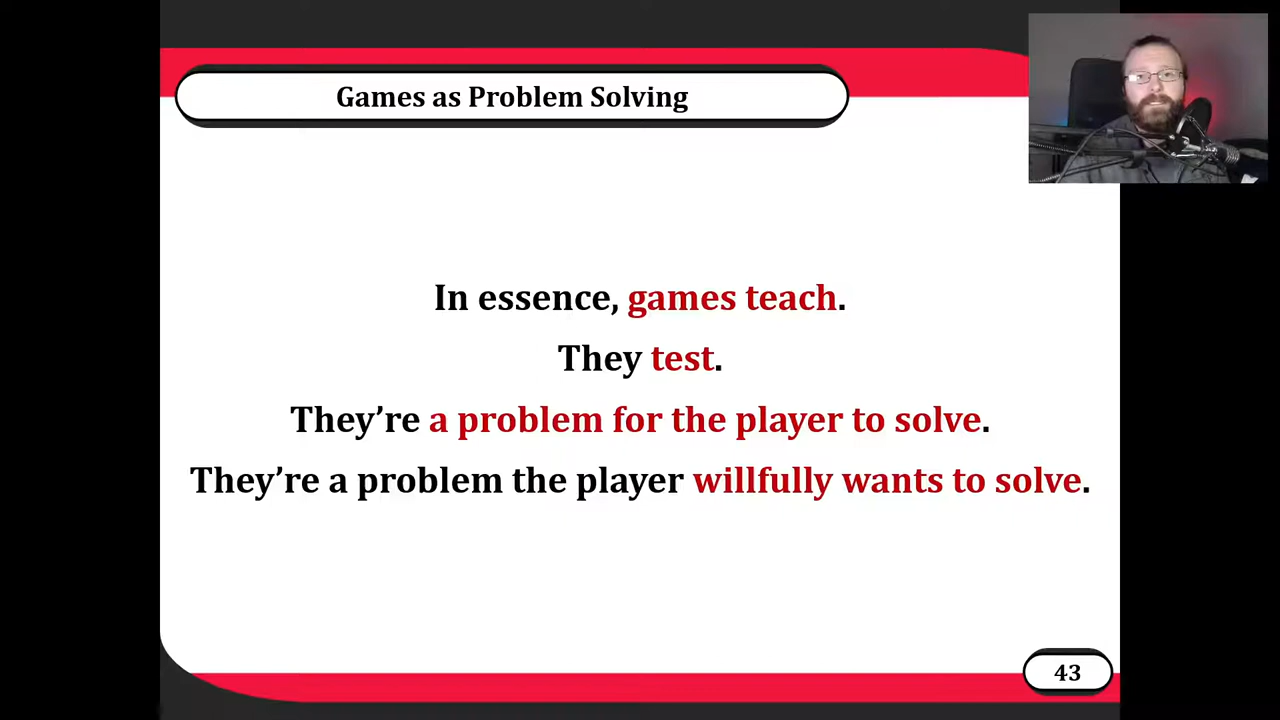 Games as Problem Solving
In essence, games teach.
They test.
They’re a problem for the player to solve.
They’re a problem the player willfully wants to solve.
43